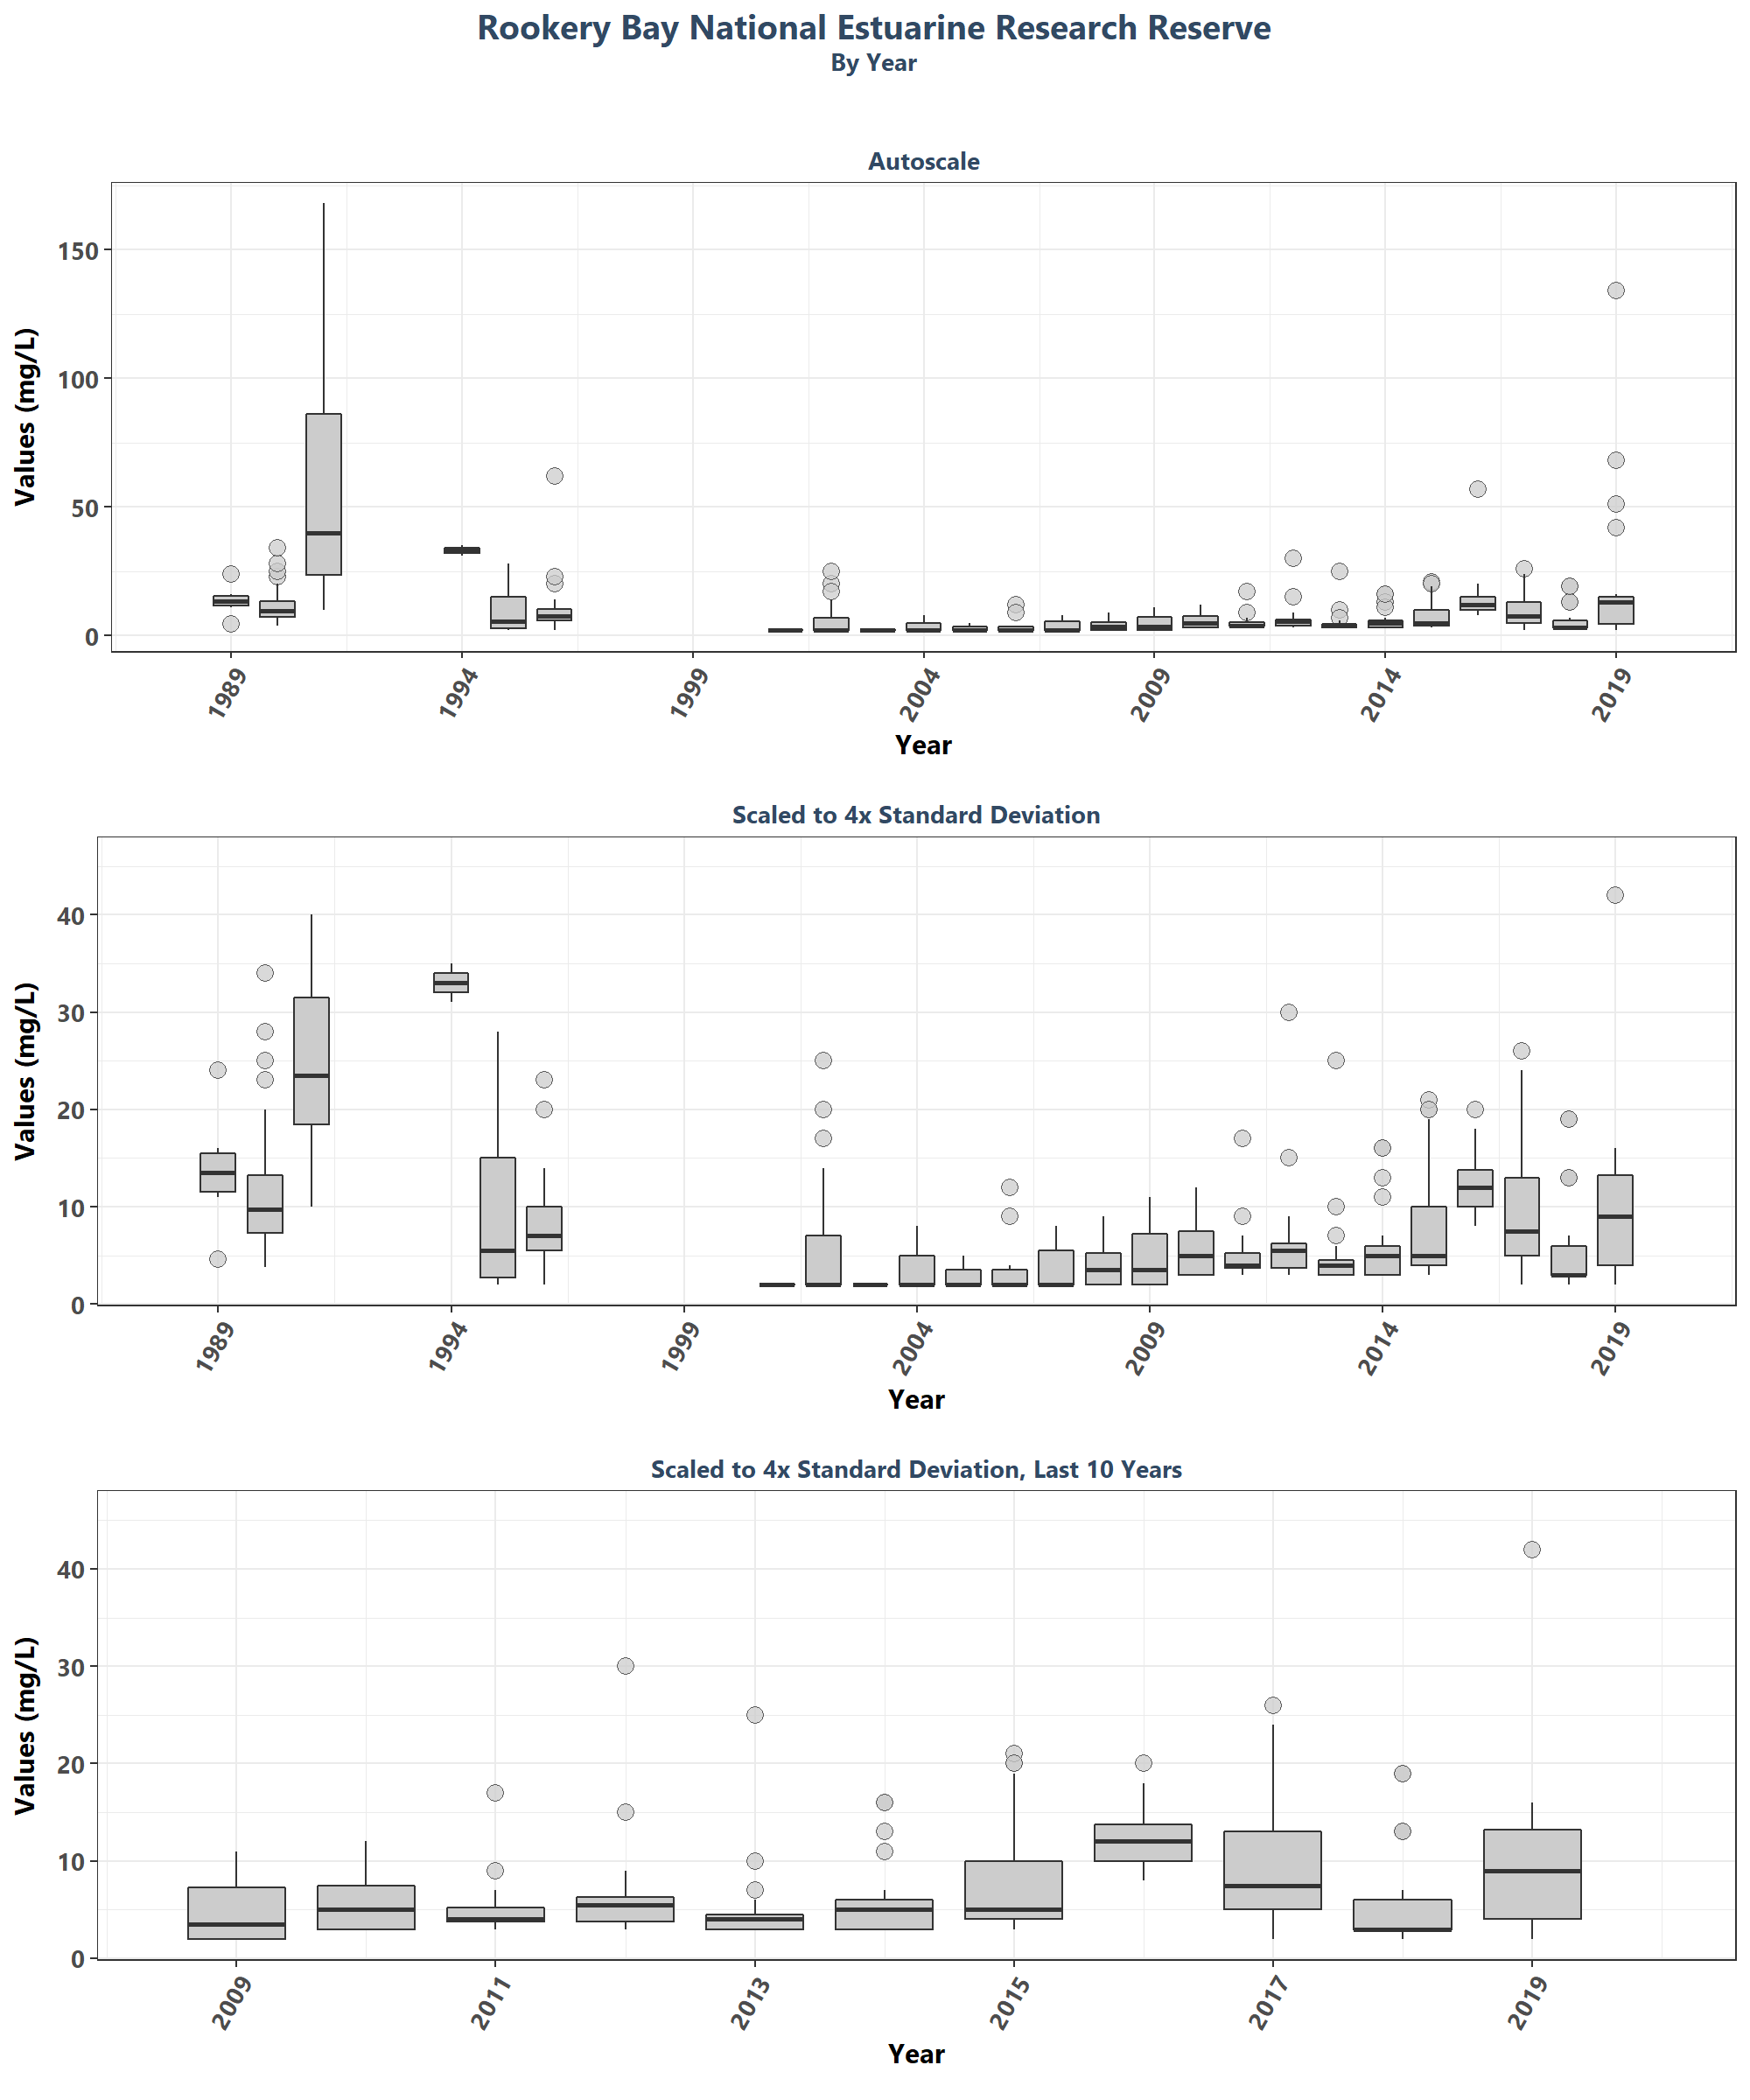 Rookery Bay National Estuarine Research Reserve
By Year
Autoscale
Values (mg/L)
150
100
50
0
1989 1994 1999 2004 2009 2014 2019
Year
Scaled to 4x Standard Deviation
Values (mg/L)
40
30
20
10
0
1989 1994 1999 2004 2009 2014 2019
Year
Scaled to 4x Standard Deviation, Last 10 Years
Values (mg/L)
40
30
20
10
0
2009 2011 2013 2015 2017 2019
Year